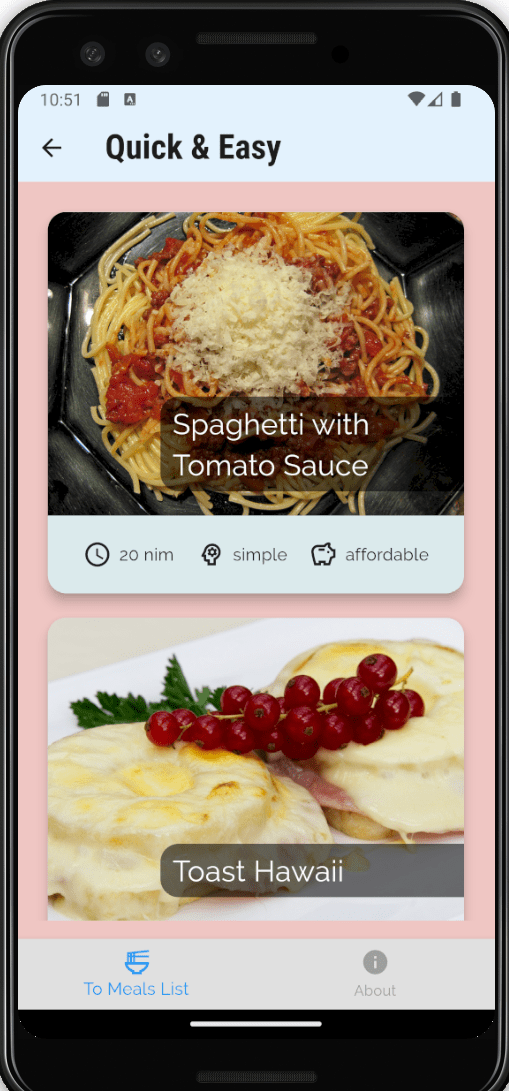 10:51
Quick & Easy
Spaghetti with
Tomato Sauce
20 nim
simple
affordable
Toast Hawaii
To Meals List
About